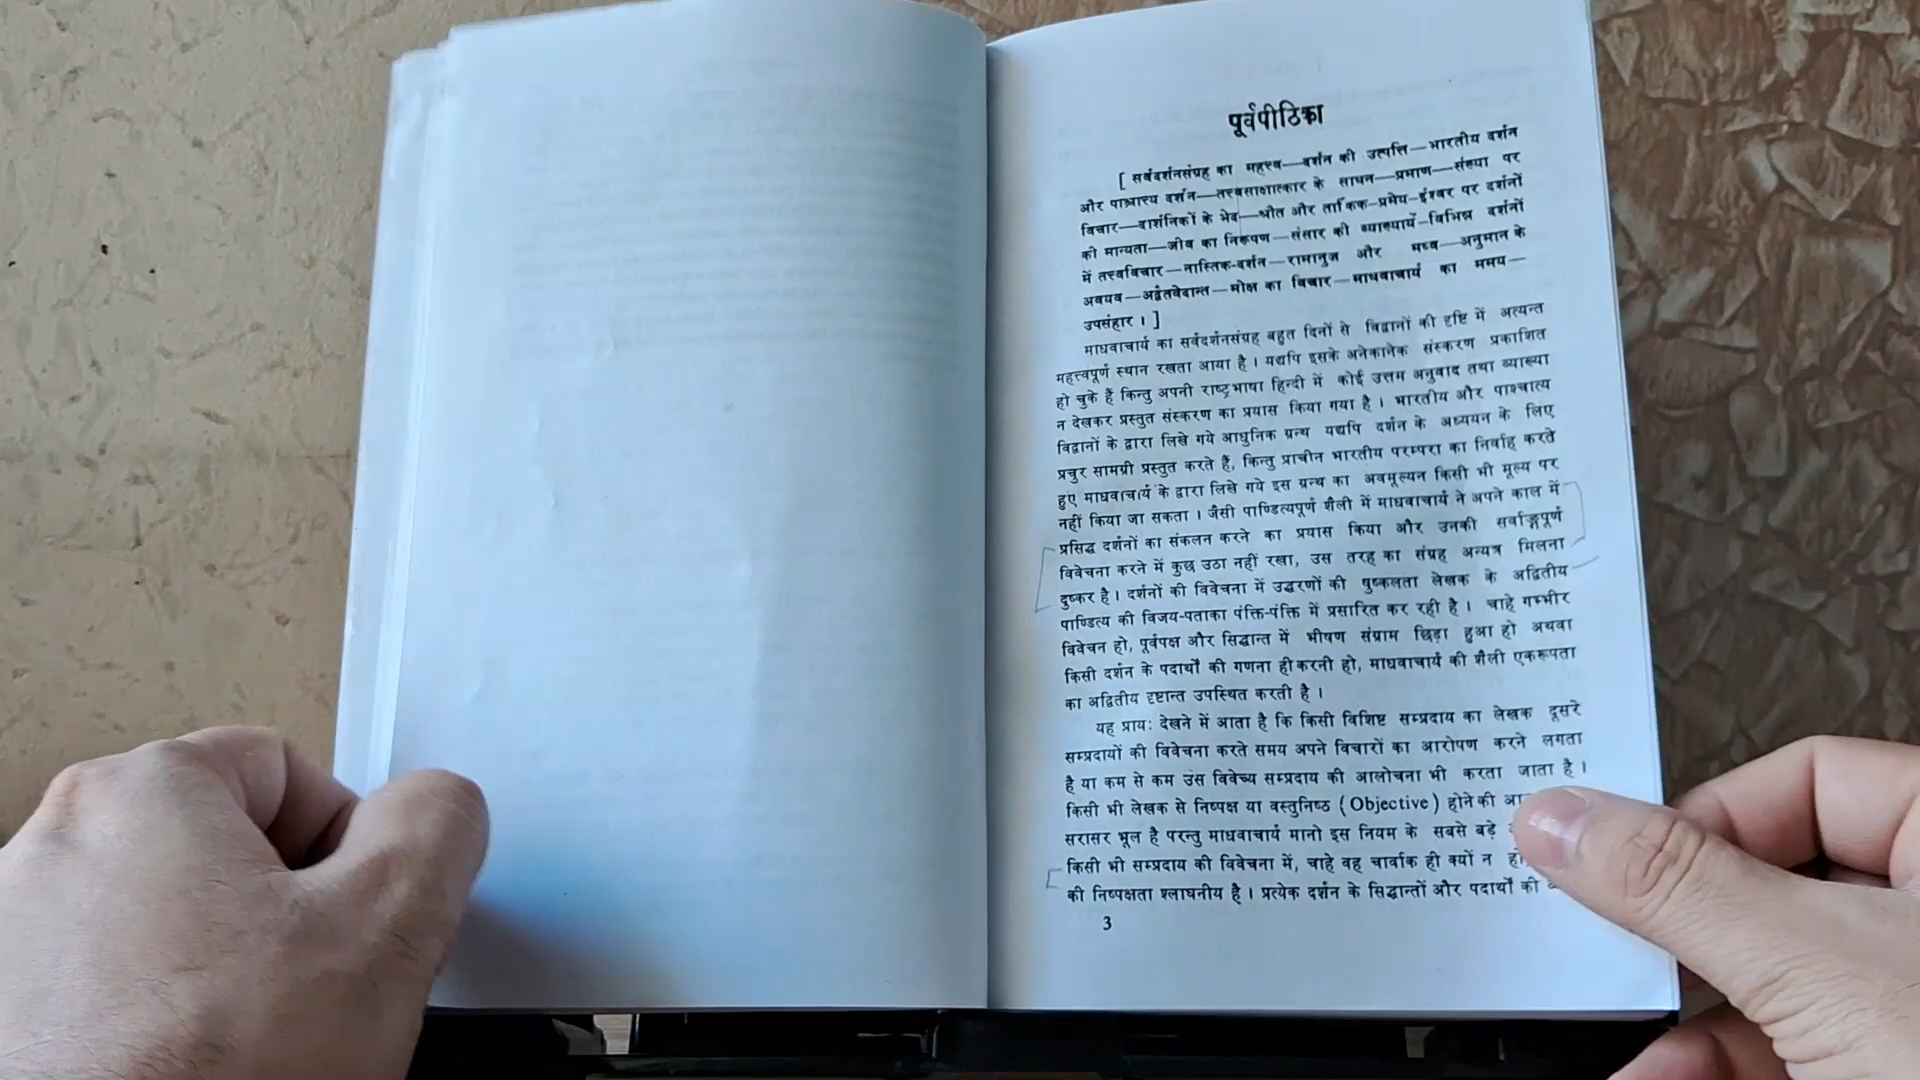 पूर्वपीठिका
[ सर्वदर्शनसंग्रह का महत्त्व—दर्शन की उत्पत्ति—भारतीय दर्शन
और पाश्चात्त्य दर्शन—तत्त्वसाक्षात्कार के साधन—प्रमाण—संख्या पर
विचार—दार्शनिकों के भेद—श्रौत और तार्किक-प्रमेय-ईश्वर पर दर्शनों
की मान्यता—जीव का निरूपण—संसार की व्याख्यायें-विभिन्न दर्शनों
में तत्त्वविचार—नास्तिक-दर्शन—रामानुज और मध्व—अनुमान के
अवयव—अद्वैतवेदान्त—मोक्ष का विचार—माधवाचार्य का समय—
उपसंहार । ]
माधवाचार्य का सर्वदर्शनसंग्रह बहुत दिनों से विद्वानों की दृष्टि में अत्यन्त
महत्त्वपूर्ण स्थान रखता आया है । यद्यपि इसके अनेकानेक संस्करण प्रकाशित
हो चुके हैं किन्तु अपनी राष्ट्रभाषा हिन्दी में कोई उत्तम अनुवाद तथा व्याख्या
न देखकर प्रस्तुत संस्करण का प्रयास किया गया है । भारतीय और पाश्चात्य
विद्वानों के द्वारा लिखे गये आधुनिक ग्रन्थ यद्यपि दर्शन के अध्ययन के लिए
प्रचुर सामग्री प्रस्तुत करते हैं, किन्तु प्राचीन भारतीय परम्परा का निर्वाह करते
हुए माधवाचार्य के द्वारा लिखे गये इस ग्रन्थ का अवमूल्यन किसी भी मूल्य पर
नहीं किया जा सकता । जैसी पाण्डित्यपूर्ण शैली में माधवाचार्य ने अपने काल में
प्रसिद्ध दर्शनों का संकलन करने का प्रयास किया और उनकी सर्वाङ्गपूर्ण
विवेचना करने में कुछ उठा नहीं रखा, उस तरह का संग्रह अन्यत्र मिलना
दुष्कर है । दर्शनों की विवेचना में उद्धरणों की पुष्कलता लेखक के अद्वितीय
पाण्डित्य की विजय-पताका पंक्ति-पंक्ति में प्रसारित कर रही है । चाहे गम्भीर
विवेचन हो, पूर्वपक्ष और सिद्धान्त में भीषण संग्राम छिड़ा हुआ हो अथवा
किसी दर्शन के पदार्थों की गणना ही करनी हो, माधवाचार्य की शैली एकरूपता
का अद्वितीय दृष्टान्त उपस्थित करती है ।
यह प्रायः देखने में आता है कि किसी विशिष्ट सम्प्रदाय का लेखक दूसरे
सम्प्रदायों की विवेचना करते समय अपने विचारों का आरोपण करने लगता
है या कम से कम उस विवेच्य सम्प्रदाय की आलोचना भी करता जाता है ।
किसी भी लेखक से निष्पक्ष या वस्तुनिष्ठ ( Objective ) होने की
सरासर भूल है परन्तु माधवाचार्य मानो इस नियम के सबसे बड़े
किसी भी सम्प्रदाय की विवेचना में, चाहे वह चार्वाक ही क्यों न
की निष्पक्षता श्लाघनीय है । प्रत्येक दर्शन के सिद्धान्तों और पदार्थों की
3